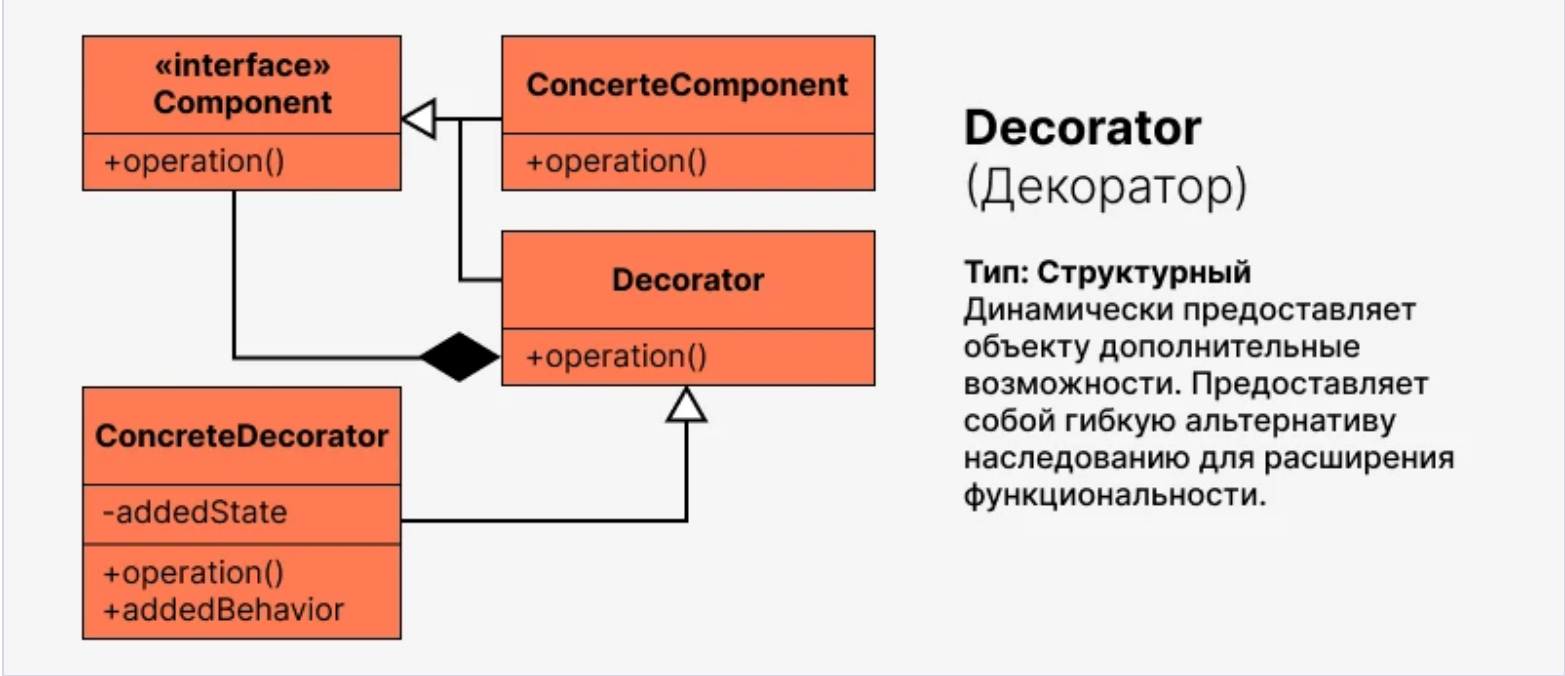 «interface»
Component
+operation()
ConcerteComponent
+operation()
Decorator
+operation()
ConcreteDecorator
-addedState
+operation()
+addedBehavior
Decorator
(Декоратор)
Тип: Структурный
Динамически предоставляет
объекту дополнительные
возможности. Предоставляет
собой гибкую альтернативу
наследованию для расширения
функциональности.